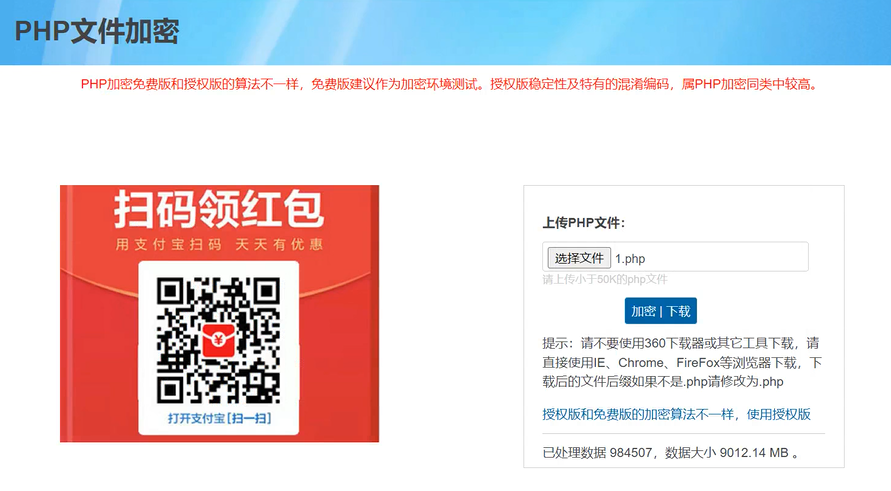 PHP文件加密
PHP加密免费版和授权版的算法不一样，免费版建议作为加密环境测试。授权版稳定性及特有的混淆编码，属PHP加密同类中较高。
扫码领红包
用支付宝扫码 天天有优惠
打开支付宝[扫一扫]
上传PHP文件：
选择文件 1.php
请上传小于50K的php文件
加密 | 下载
提示：请不要使用360下载器或其它工具下载，请
直接使用IE、Chrome、FireFox等浏览器下载，下
载后的文件后缀如果不是.php请修改为.php
授权版和免费版的加密算法不一样，使用授权版
已处理数据 984507，数据大小 9012.14 MB 。